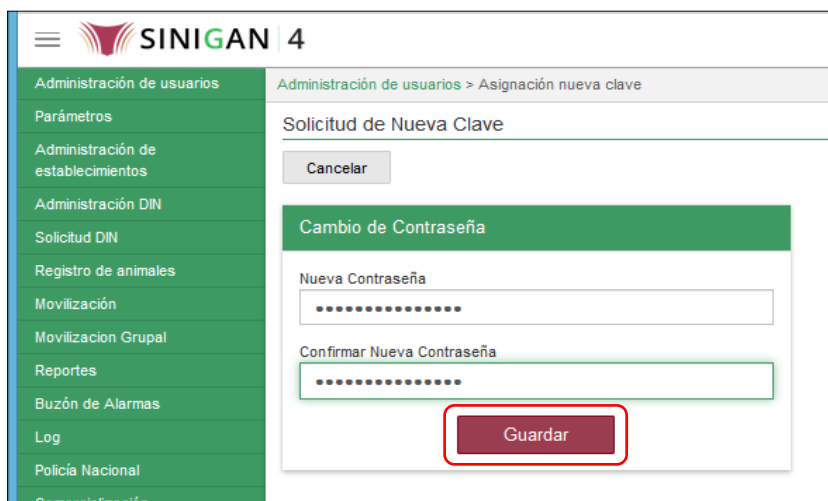 SINIGAN 4
Administración de usuarios
Parámetros
Administración de
establecimientos
Administración DIN
Solicitud DIN
Registro de animales
Movilización
Movilizacion Grupal
Reportes
Buzón de Alarmas
Log
Policía Nacional
Comercialización
Administración de usuarios > Asignación nueva clave
Solicitud de Nueva Clave
Cancelar
Cambio de Contraseña
Nueva Contraseña
•••••••••••••••
Confirmar Nueva Contraseña
•••••••••••••••
Guardar